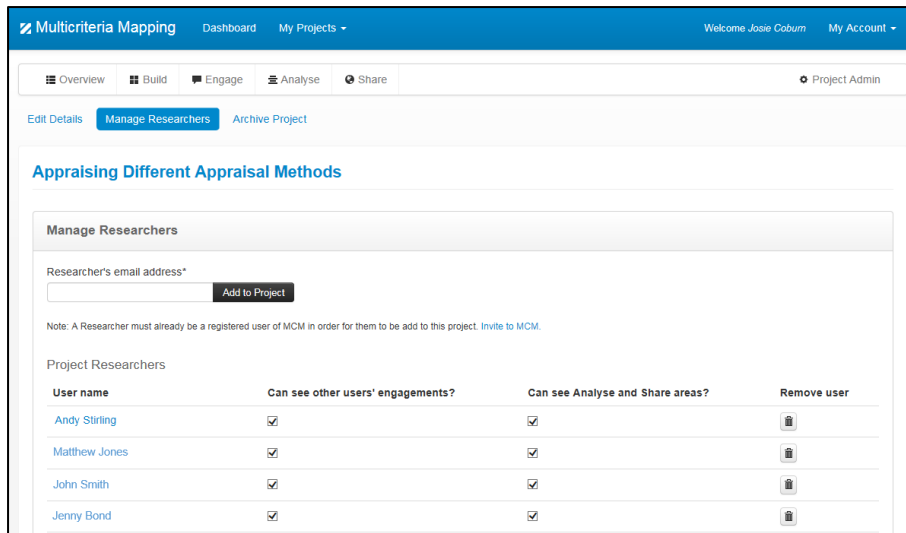 Multicriteria Mapping Dashboard My Projects Welcome Josie Coburn My Account
Overview Build Engage Analyse Share Project Admin
Edit Details Manage Researchers Archive Project
Appraising Different Appraisal Methods
Manage Researchers
Researcher's email address*
Add to Project
Note: A Researcher must already be a registered user of MCM in order for them to be add to this project. Invite to MCM.
Project Researchers
User name Can see other users' engagements? Can see Analyse and Share areas? Remove user
Andy Stirling
Matthew Jones
John Smith
Jenny Bond